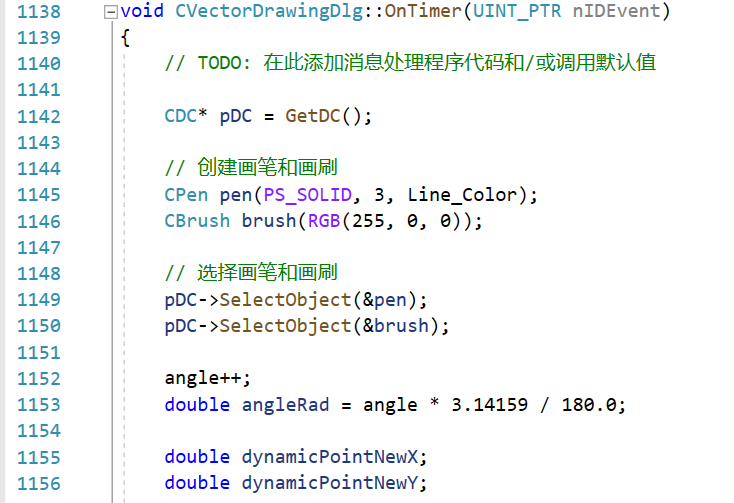 1138 void CVectorDrawingDlg::OnTimer(UINT_PTR nIDEvent)
1139 {
1140 // TODO: 在此添加消息处理程序代码和/或调用默认值
1141
1142 CDC* pDC = GetDC();
1143
1144 // 创建画笔和画刷
1145 CPen pen(PS_SOLID, 3, Line_Color);
1146 CBrush brush(RGB(255, 0, 0));
1147
1148 // 选择画笔和画刷
1149 pDC->SelectObject(&pen);
1150 pDC->SelectObject(&brush);
1151
1152 angle++;
1153 double angleRad = angle * 3.14159 / 180.0;
1154
1155 double dynamicPointNewX;
1156 double dynamicPointNewY;